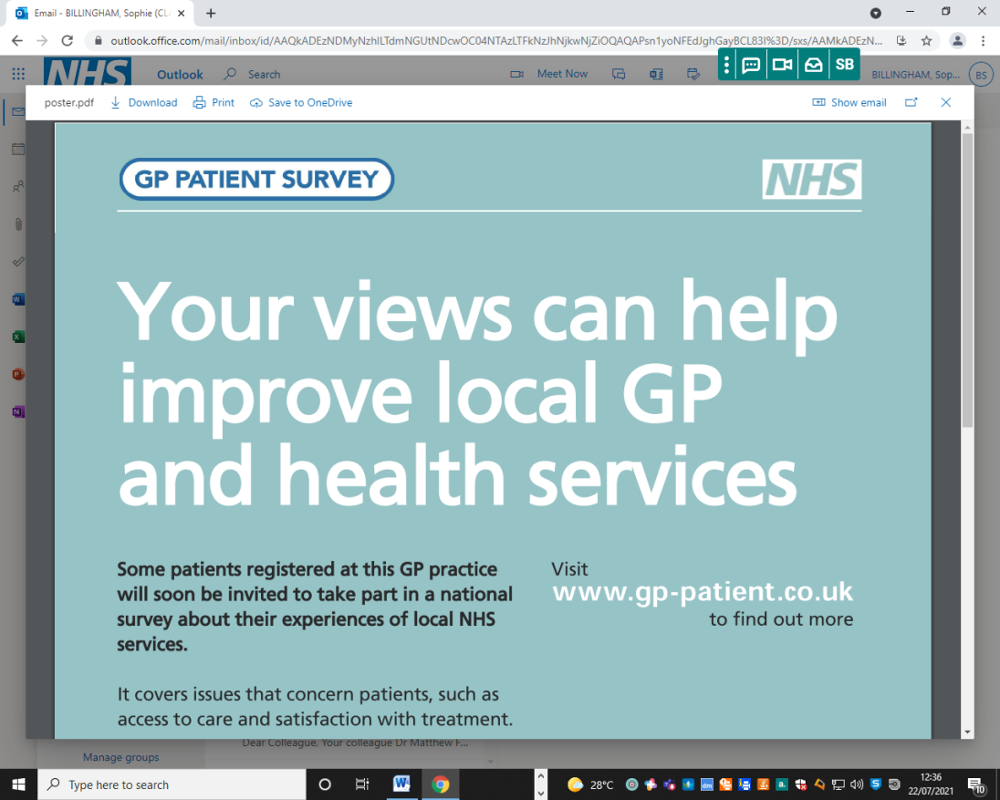 Email - BILLINGHAM, Sophie (CL
outlook.office.com/mail/inbox/id/
NHS
Outlook
Search
Meet Now
SB
BILLINGHAM, Sop...
BS
poster.pdf
Download
Print
Save to OneDrive
Show email
GP PATIENT SURVEY
NHS
Your views can help
improve local GP
and health services
Some patients registered at this GP practice
will soon be invited to take part in a national
survey about their experiences of local NHS
services.
Visit
www.gp-patient.co.uk
to find out more
It covers issues that concern patients, such as
access to care and satisfaction with treatment.
Dear Colleague, Your colleague Dr Matthew F...
Manage groups
Type here to search
28°C
12:36
22/07/2021
10